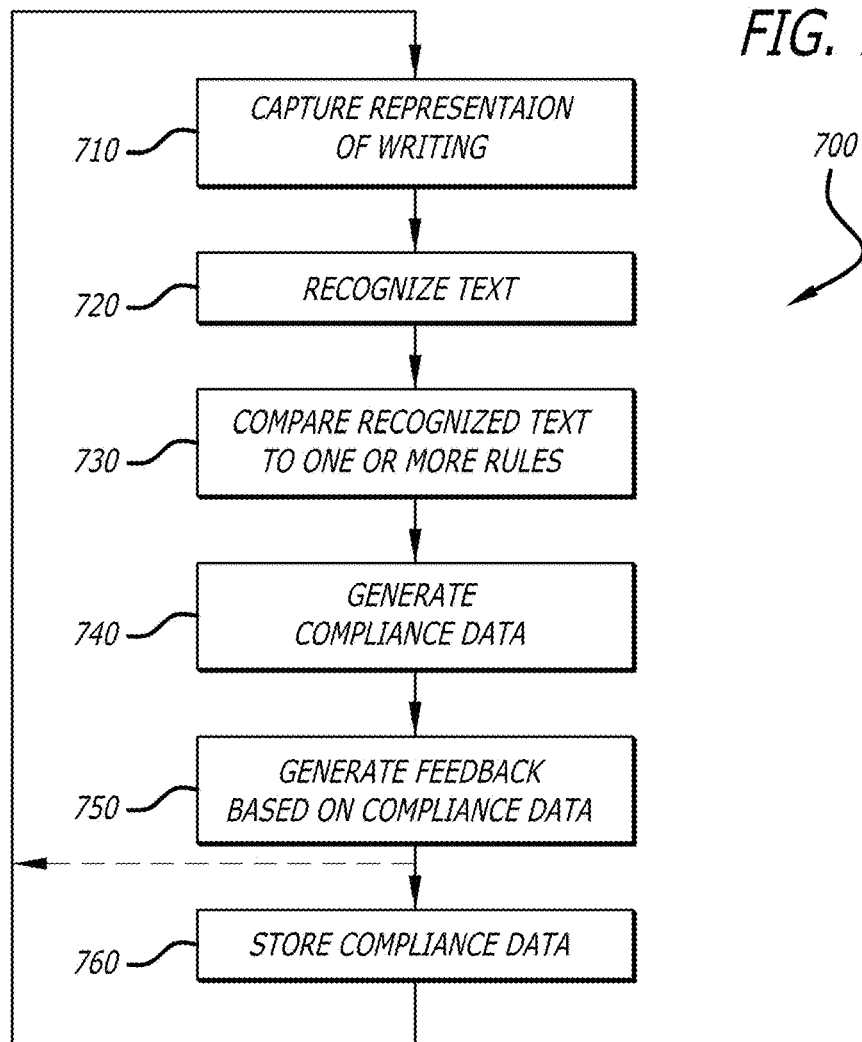 FIG.
700
710
CAPTURE REPRESENTAION
OF WRITING
720
RECOGNIZE TEXT
730
COMPARE RECOGNIZED TEXT
TO ONE OR MORE RULES
740
GENERATE
COMPLIANCE DATA
750
GENERATE FEEDBACK
BASED ON COMPLIANCE DATA
760
STORE COMPLIANCE DATA